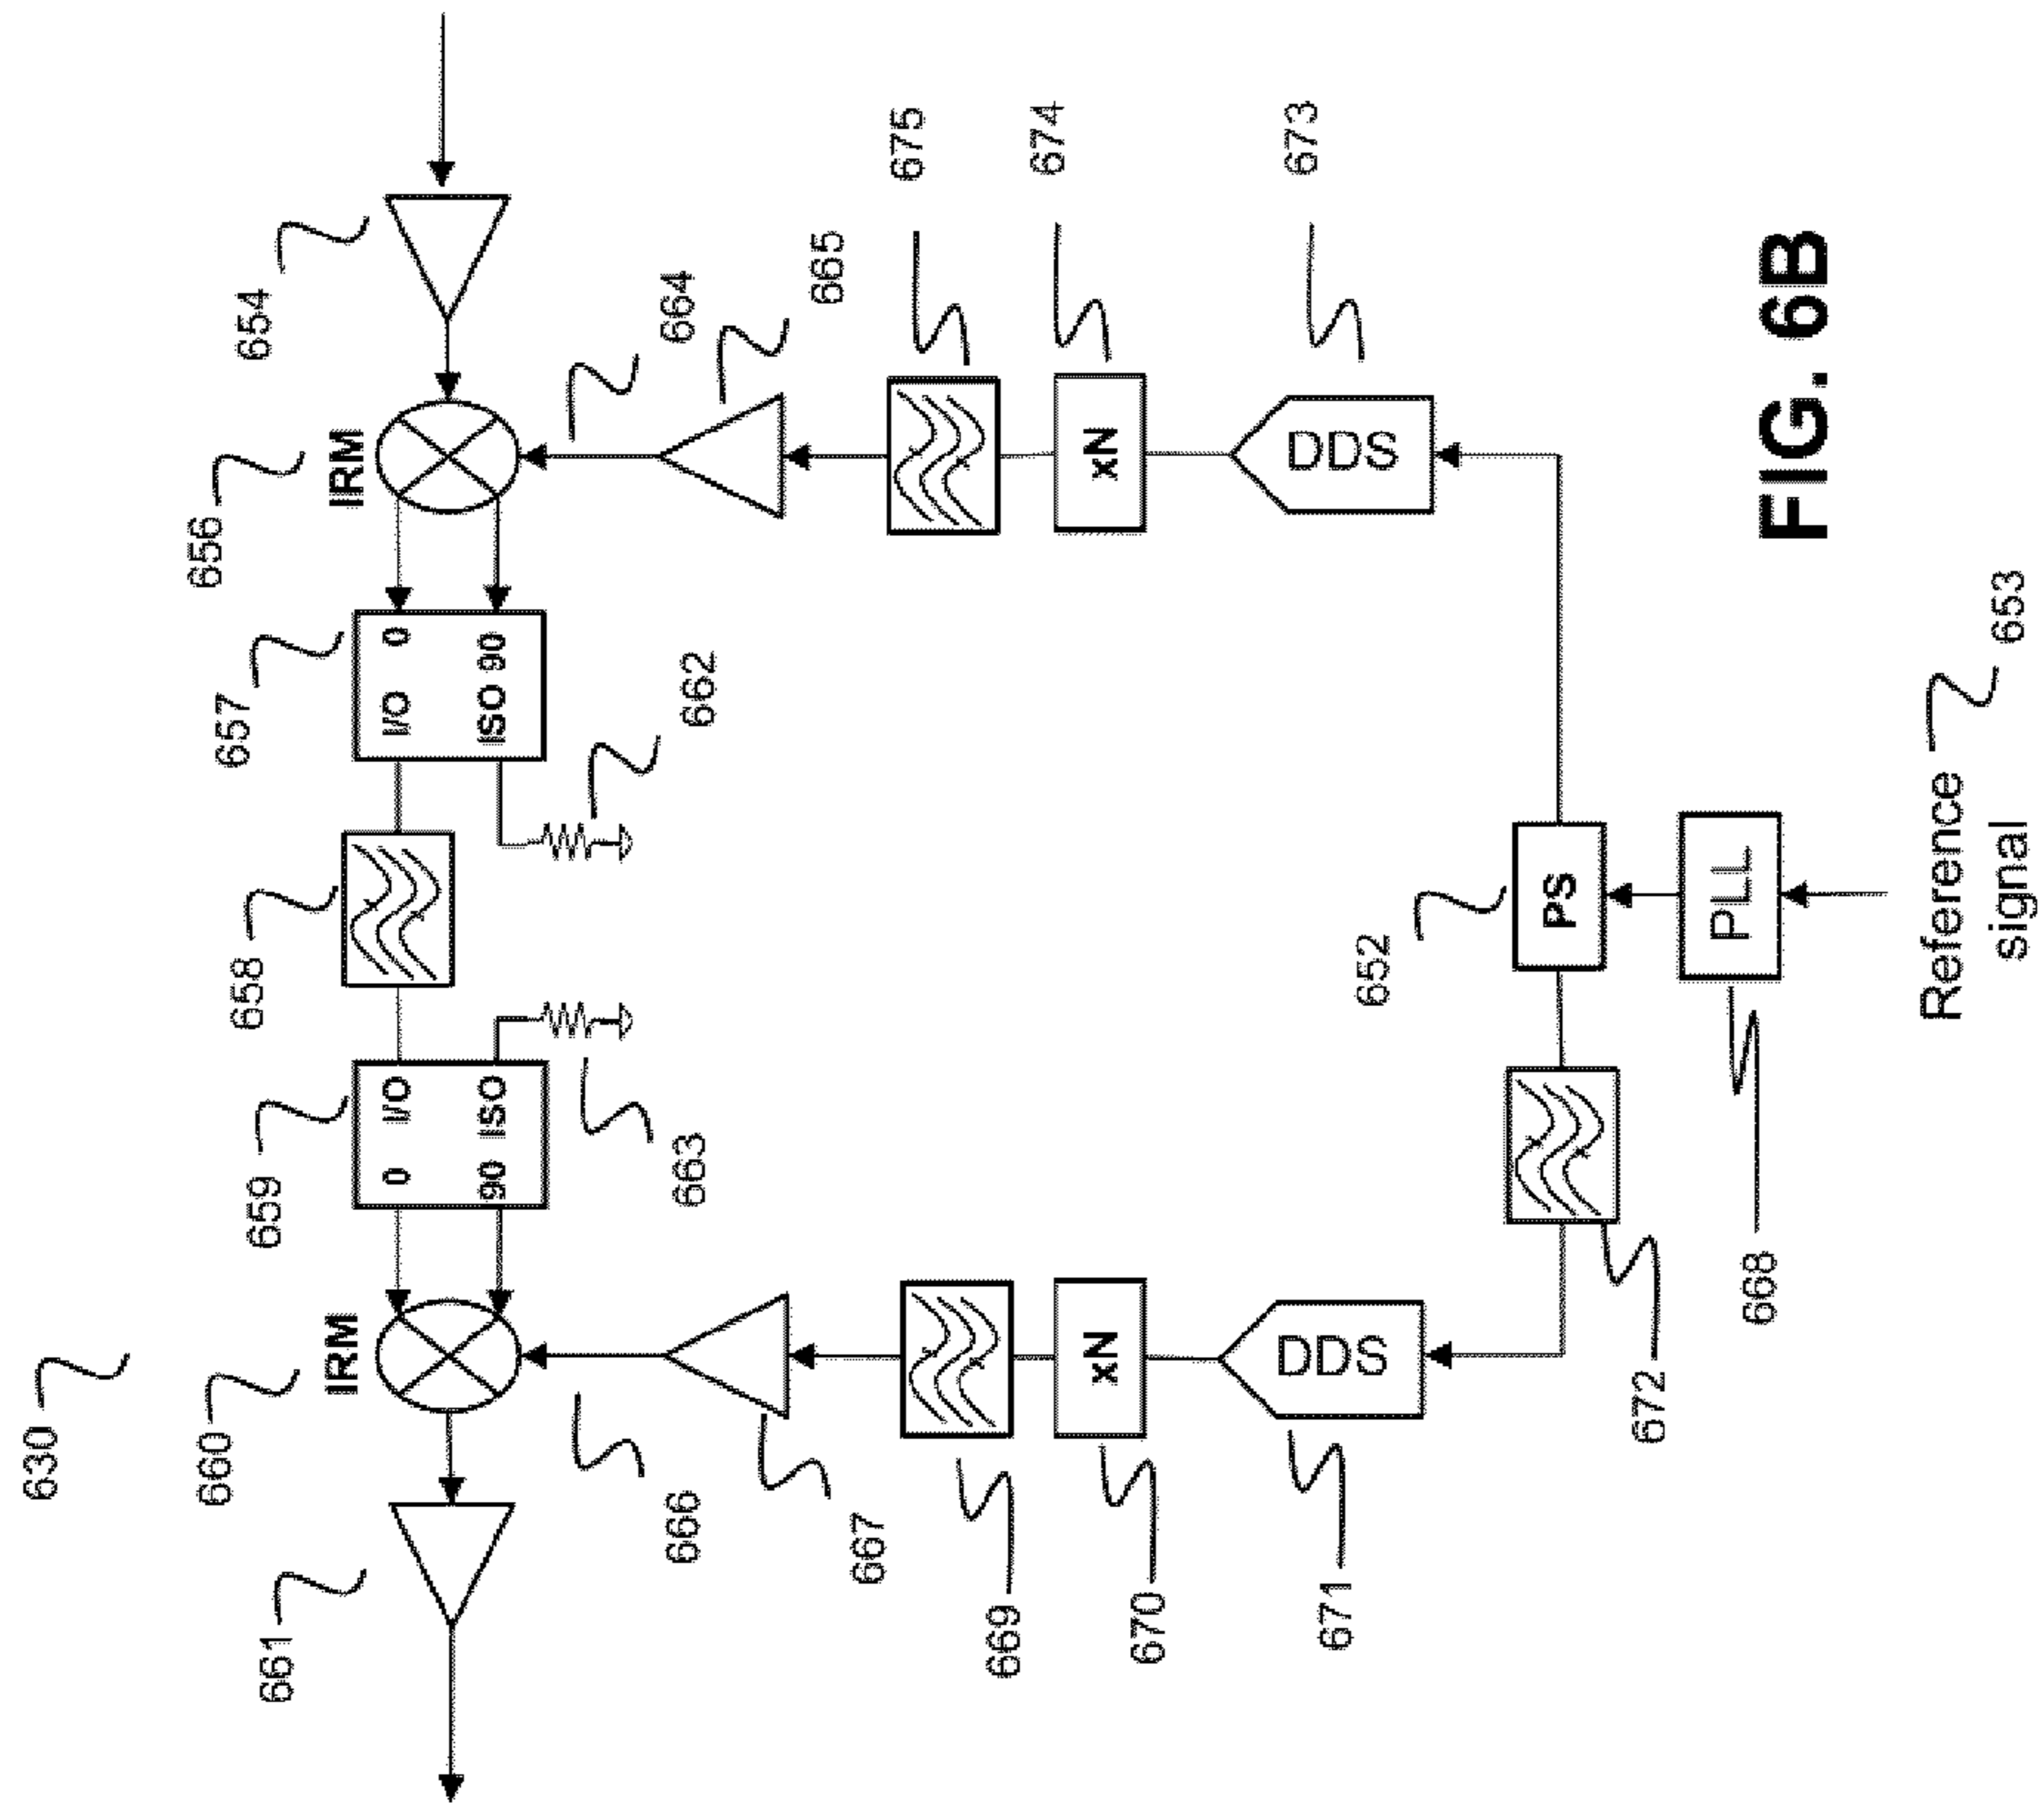 630
660
IRM
661
659
0 I/O
90 ISO
663
658
657
I/O 0
ISO 90
662
656
IRM
654
664
665
666
667
675
669
xN
674
xN
670
DDS
673
DDS
671
672
PS
652
PLL
668
Reference
signal
653
FIG. 6B